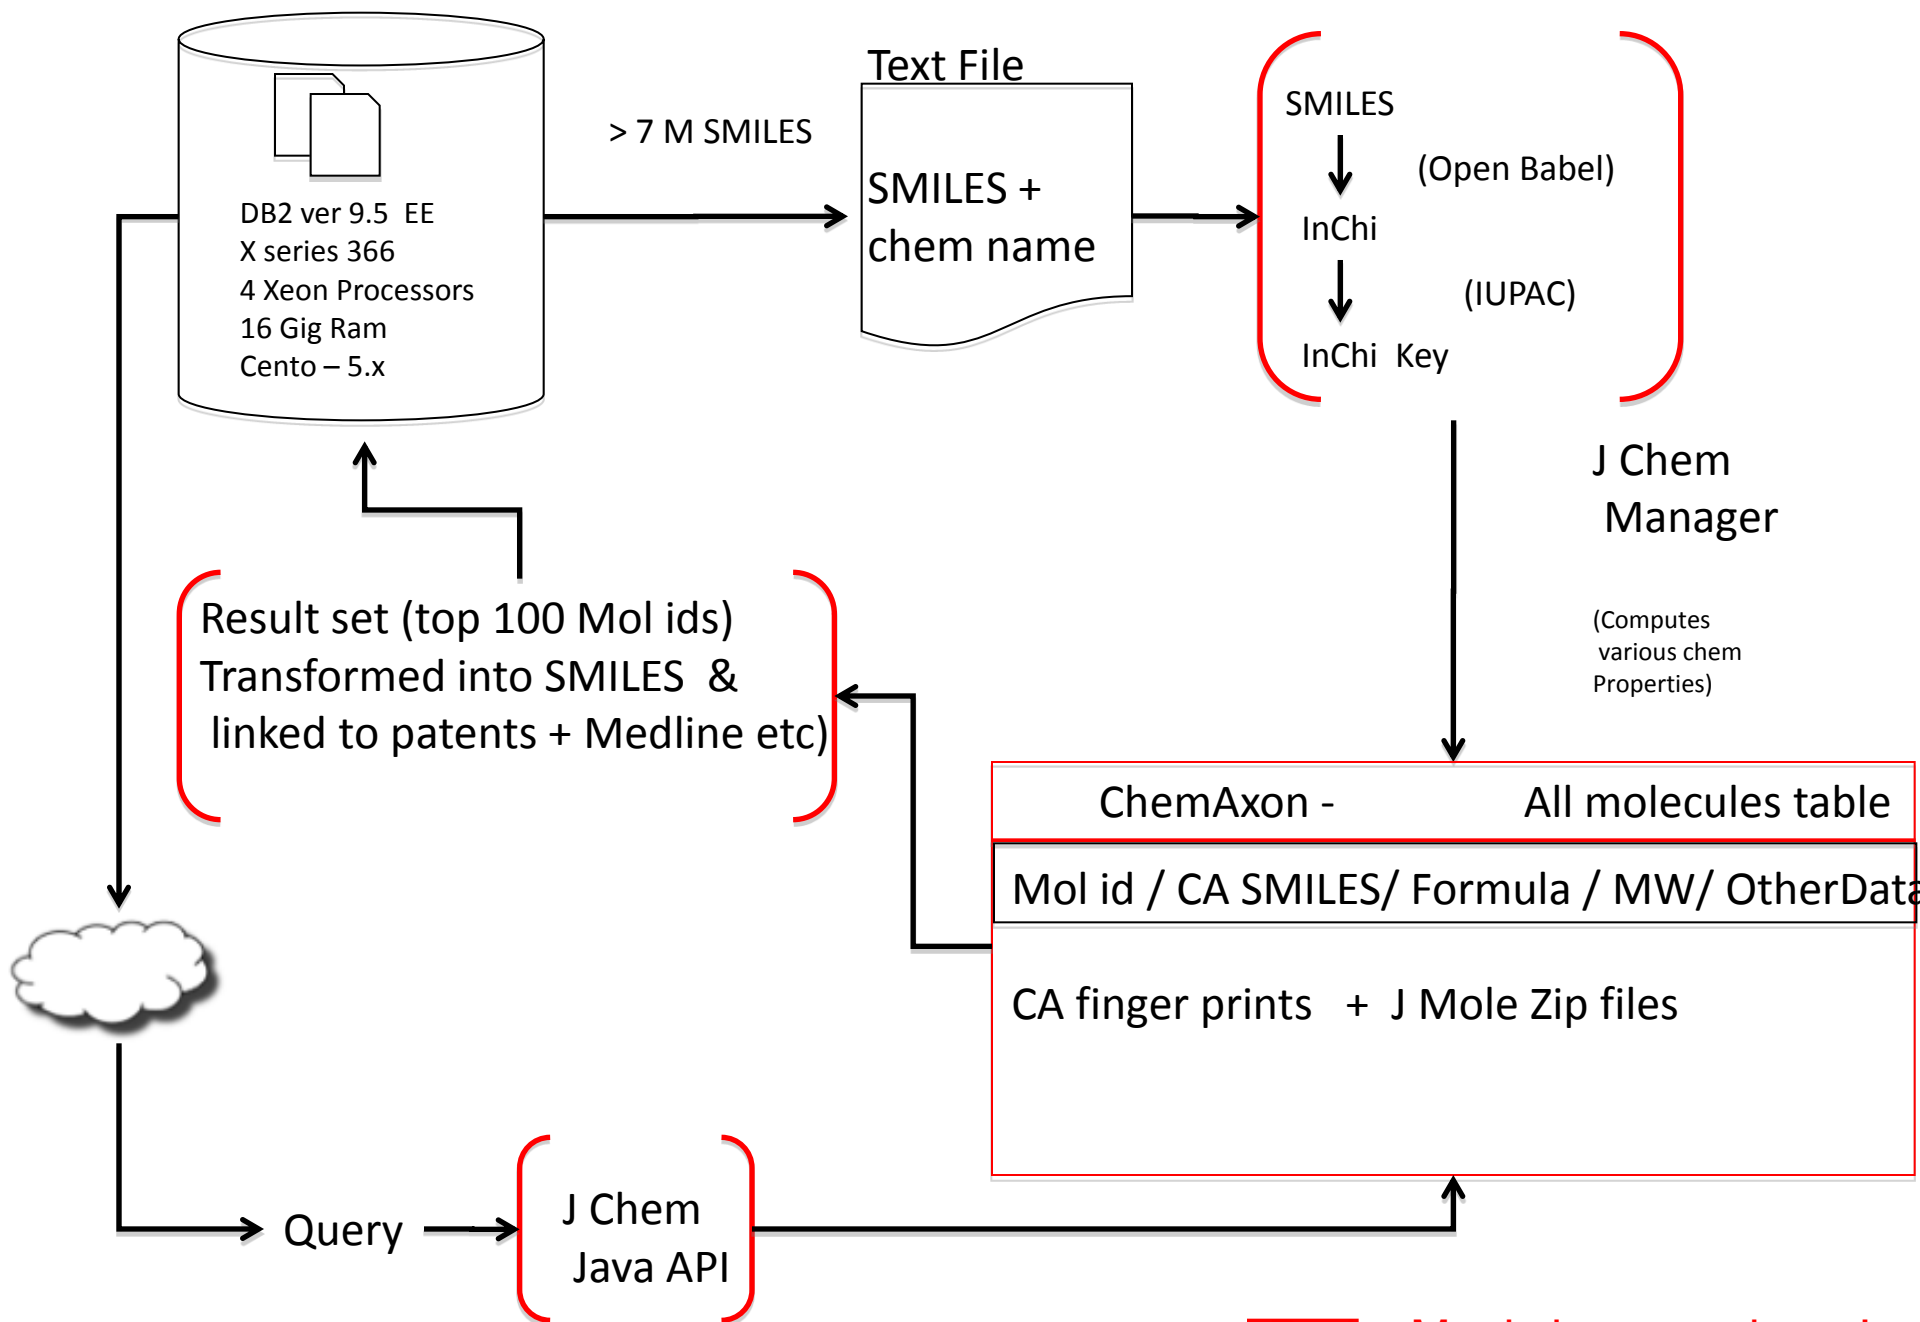 DB2 ver 9.5 EE
X series 366
4 Xeon Processors
16 Gig Ram
Cento – 5.x
> 7 M SMILES
Text File
SMILES +
chem name
SMILES
(Open Babel)
InChi
(IUPAC)
InChi Key
J Chem
Manager
(Computes
various chem
Properties)
Result set (top 100 Mol ids)
Transformed into SMILES &
linked to patents + Medline etc)
ChemAxon - All molecules table
Mol id / CA SMILES/ Formula / MW/ OtherData
CA finger prints + J Mole Zip files
Query
J Chem
Java API